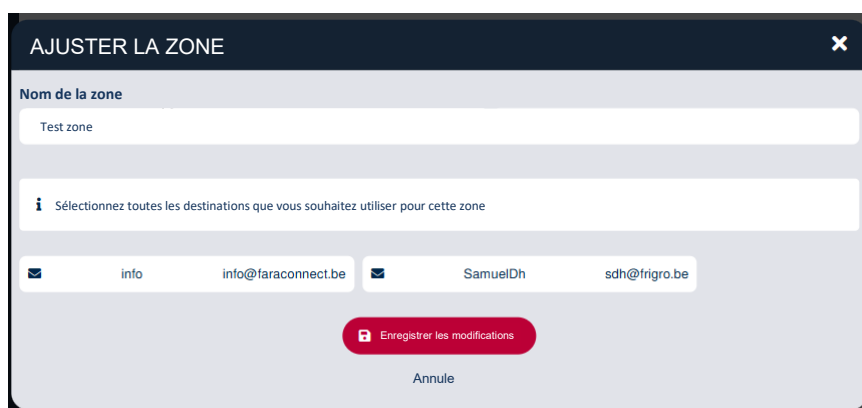 AJUSTER LA ZONE
Nom de la zone
Test zone
Sélectionnez toutes les destinations que vous souhaitez utiliser pour cette zone
info info@faraconnect.be SamuelDh sdh@frigro.be
Enregistrer les modifications
Annule